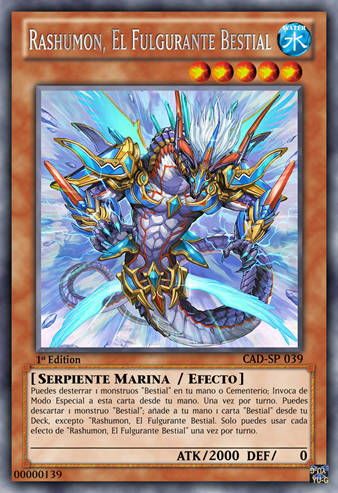 RASHUMON, EL FULGURANTE BESTIAL
WATER
水
1st Edition
CAD-SP 039
[ SERPIENTE MARINA / EFECTO ]
Puedes desterrar 1 monstruos "Bestial" en tu mano o Cementerio; Invoca de
Modo Especial a esta carta desde tu mano. Una vez por turno. Puedes
descartar 1 monstruo "Bestial"; añade a tu mano 1 carta "Bestial" desde tu
Deck, excepto "Rashumon, El Fulgurante Bestial. Solo puedes usar cada
efecto de "Rashumon, El Fulgurante Bestial" una vez por turno.
ATK/2000 DEF/ 0
00000139